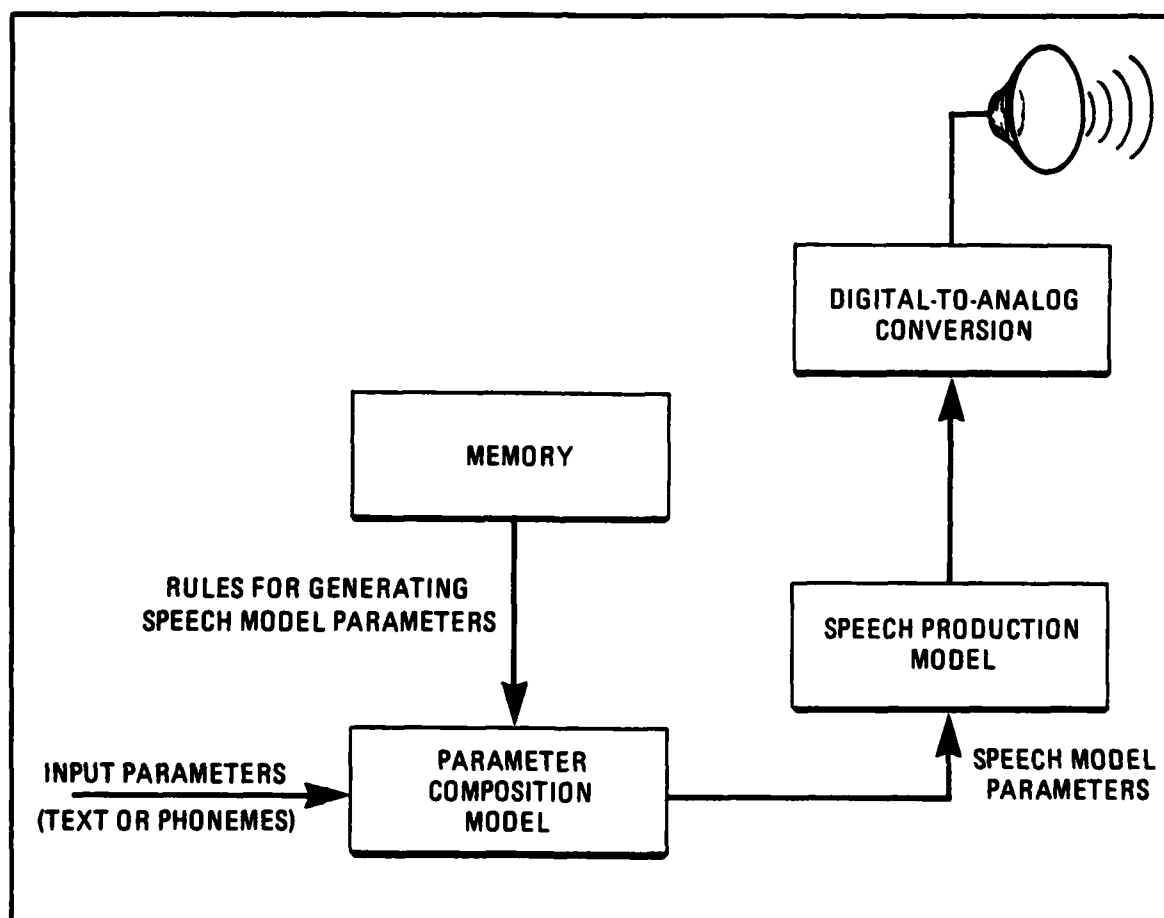 DIGITAL-TO-ANALOG
CONVERSION
MEMORY
RULES FOR GENERATING
SPEECH MODEL PARAMETERS
SPEECH PRODUCTION
MODEL
INPUT PARAMETERS
(TEXT OR PHONEMES)
PARAMETER
COMPOSITION
MODEL
SPEECH MODEL
PARAMETERS